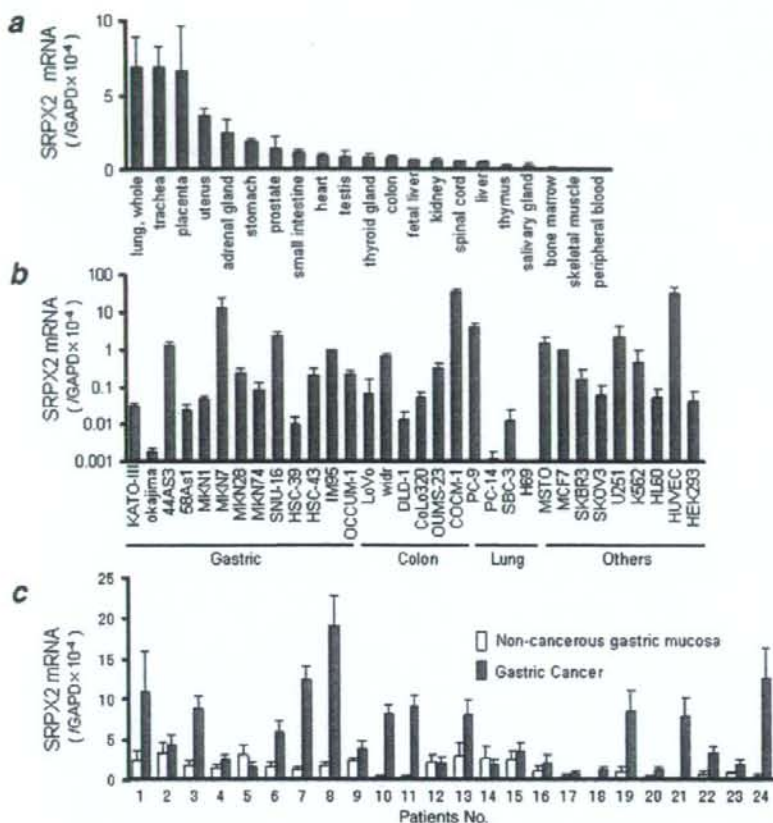 a
SRPX2 mRNA
(/GAPD×10⁻⁴)
10
5
0
lung, whole
trachea
placenta
uterus
adrenal gland
stomach
prostate
small intestine
heart
testis
thyroid gland
colon
fetal liver
kidney
spinal cord
liver
thymus
salivary gland
bone marrow
skeletal muscle
peripheral blood
b
SRPX2 mRNA
(/GAPD×10⁻⁴)
100
10
1
0.1
0.01
0.001
KATO-III
okajima
44AS3
58As1
MKN1
MKN7
MKN28
MKN74
SNU-16
HSC-39
HSC-43
IM95
OCCUM-1
LoVo
widr
DLD-1
CoLo320
OUMS-23
COCM-1
PC-9
PC-14
SBC-3
H69
MSTO
MCF7
SKBR3
SKOV3
U251
K562
HL60
HUVEC
HEK293
Gastric
Colon
Lung
Others
c
SRPX2 mRNA
(/GAPD×10⁻⁴)
25
20
15
10
5
0
Non-cancerous gastric mucosa
Gastric Cancer
1 2 3 4 5 6 7 8 9 10 11 12 13 14 15 16 17 18 19 20 21 22 23 24
Patients No.